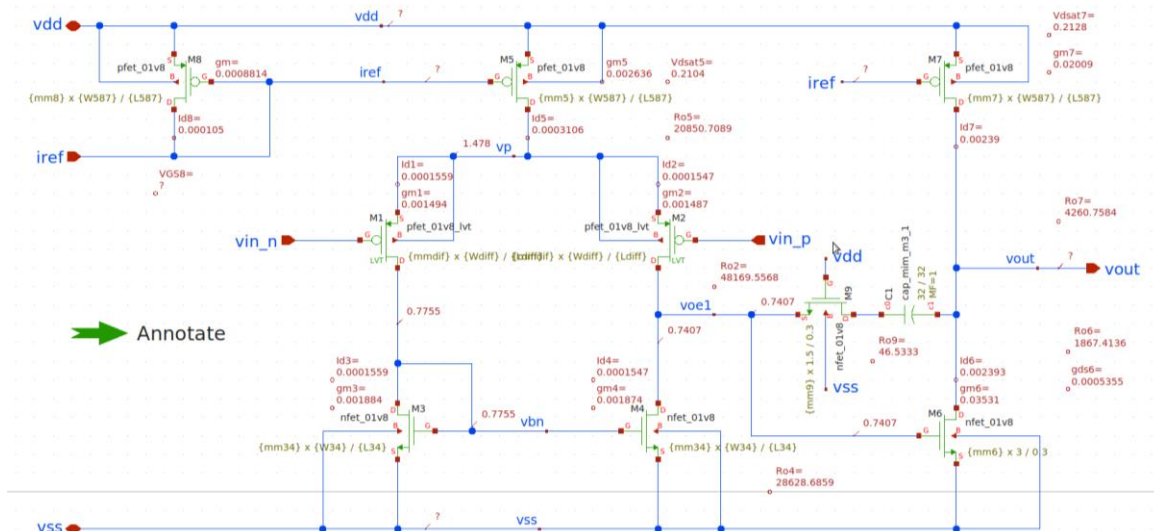 vdd
vdd
?
Vdsat7=
0.2128
M8
pfet_01v8
gm=
0.0008814
S
B
G
D
iref
?
M5
pfet_01v8
S
B
G
D
gm5
0.002636
Vdsat5=
0.2104
gm7=
0.02009
M7
pfet_01v8
S
B
G
D
iref
?
{mm8} x {W587} / {L587}
{mm5} x {W587} / {L587}
{mm7} x {W587} / {L587}
Id8=
0.000105
Id5=
0.0003106
Ro5=
20850.7089
Id7=
0.00239
iref
1.478
vp
VGS8=
?
Id1=
0.0001559
gm1=
0.001494
Id2=
0.0001547
gm2=
0.001487
Ro7=
4260.7584
M1
pfet_01v8_lvt
S
B
G
D
LVT
pfet_01v8_lvt
M2
S
B
G
D
LVT
vin_n
vin_p
{mmdif} x {Wdiff} /
{Wdiff} / {Ldiff}
vdd
vout
?
vout
Ro2=
48169.5568
voe1
0.7407
G
S
B
D
M9
nfet_01v8
{mm9} x 1.5 / 0.3
c0
C1
cap_mim_m3_1
32 / 32
MF=1
c1
0.7755
0.7407
Annotate
Ro9=
46.5333
Ro6=
1867.4136
vss
Id3=
0.0001559
gm3=
0.001884
Id4=
0.0001547
gm4=
0.001874
Id6=
0.002393
gm6=
0.03531
gds6=
0.0005355
nfet_01v8
M3
D
B
G
S
0.7755
vbn
M4
nfet_01v8
D
B
G
S
0.7407
M6
nfet_01v8
D
B
G
S
{mm34} x {W34} / {L34}
{mm34} x {W34} / {L34}
{mm6} x 3 / 0.3
Ro4=
28628.6859
vss
?
vss